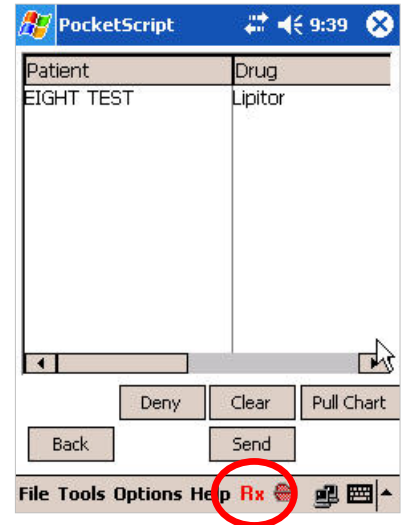 PocketScript 9:39
Patient Drug
EIGHT TEST Lipitor
Deny Clear Pull Chart
Back Send
File Tools Options Help Rx